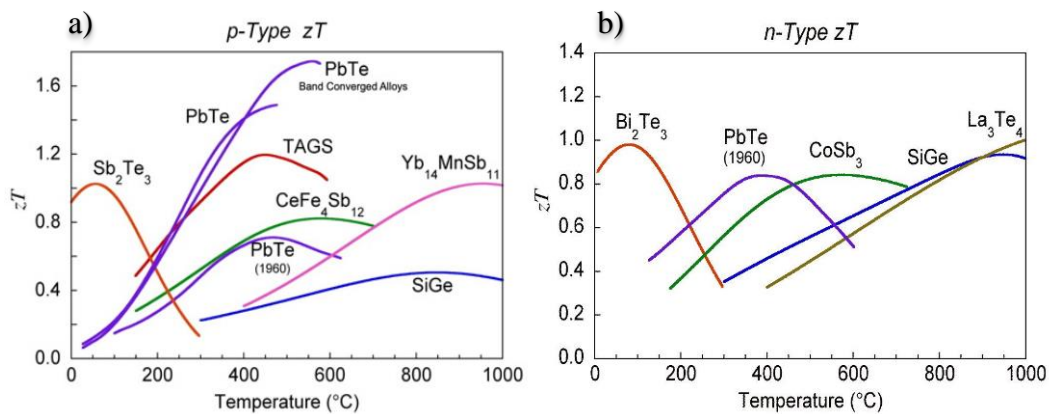 a)
p-Type zT
1.6
1.2
0.8
0.4
0.0
zT
PbTe
Band Converged Alloys
PbTe
TAGS
Sb2Te3
Yb14MnSb11
CeFe4Sb12
PbTe
(1960)
SiGe
0 200 400 600 800 1000
Temperature (°C)
b)
n-Type zT
1.4
1.2
1.0
0.8
0.6
0.4
0.2
0.0
zT
Bi2Te3
PbTe
(1960)
CoSb3
SiGe
La3Te4
0 200 400 600 800 1000
Temperature (°C)